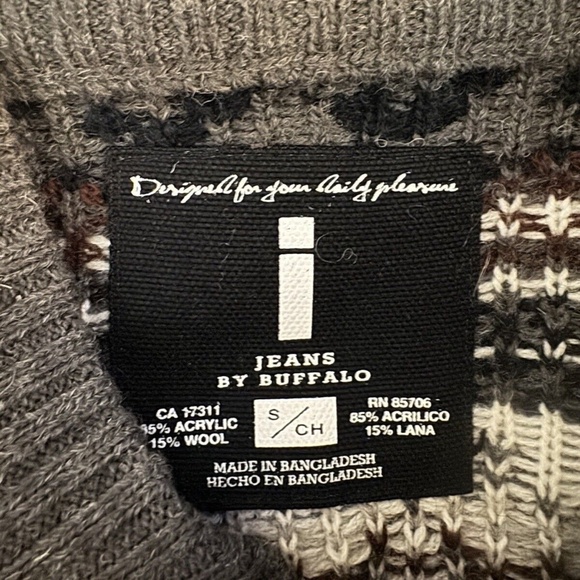 Designed for your daily pleasure
i
JEANS
BY BUFFALO
CA 17311
85% ACRYLIC
15% WOOL
S/CH
RN 85706
85% ACRILICO
15% LANA
MADE IN BANGLADESH
HECHO EN BANGLADESH